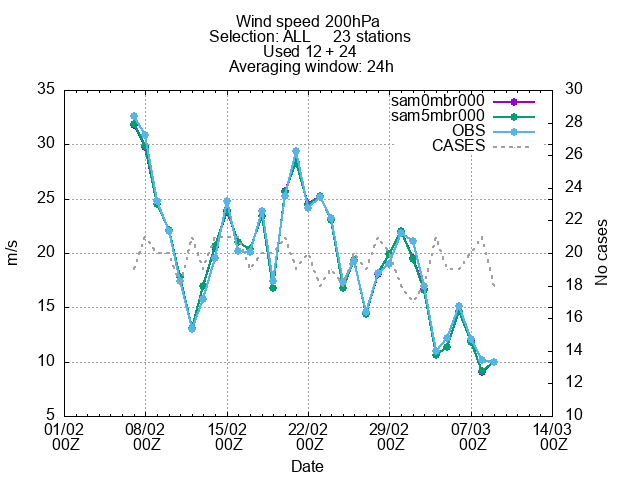 Wind speed 200hPa
Selection: ALL 23 stations
Used 12 + 24
Averaging window: 24h
35
30
25
20
15
10
5
m/s
30
28
26
24
22
20
18
16
14
12
10
No cases
sam0mbr000
sam5mbr000
OBS
CASES
01/02 08/02 15/02 22/02 29/02 07/03 14/03
00Z 00Z 00Z 00Z 00Z 00Z 00Z
Date